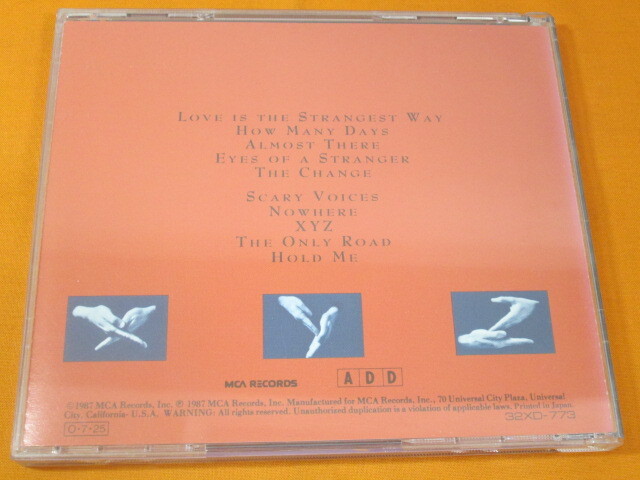 LOVE IS THE STRANGEST WAY
HOW MANY DAYS
ALMOST THERE
EYES OF A STRANGER
THE CHANGE
SCARY VOICES
NOWHERE
XYZ
THE ONLY ROAD
HOLD ME
MCA RECORDS
ADD
©1987 MCA Records, Inc. ℗ 1987 MCA Records, Inc. Manufactured for MCA Records, Inc., 70 Universal City Plaza, Universal
City, California- U.S.A. WARNING: All rights reserved. Unauthorized duplication is a violation of applicable laws. Printed in Japan.
O·7·25
32XD-773